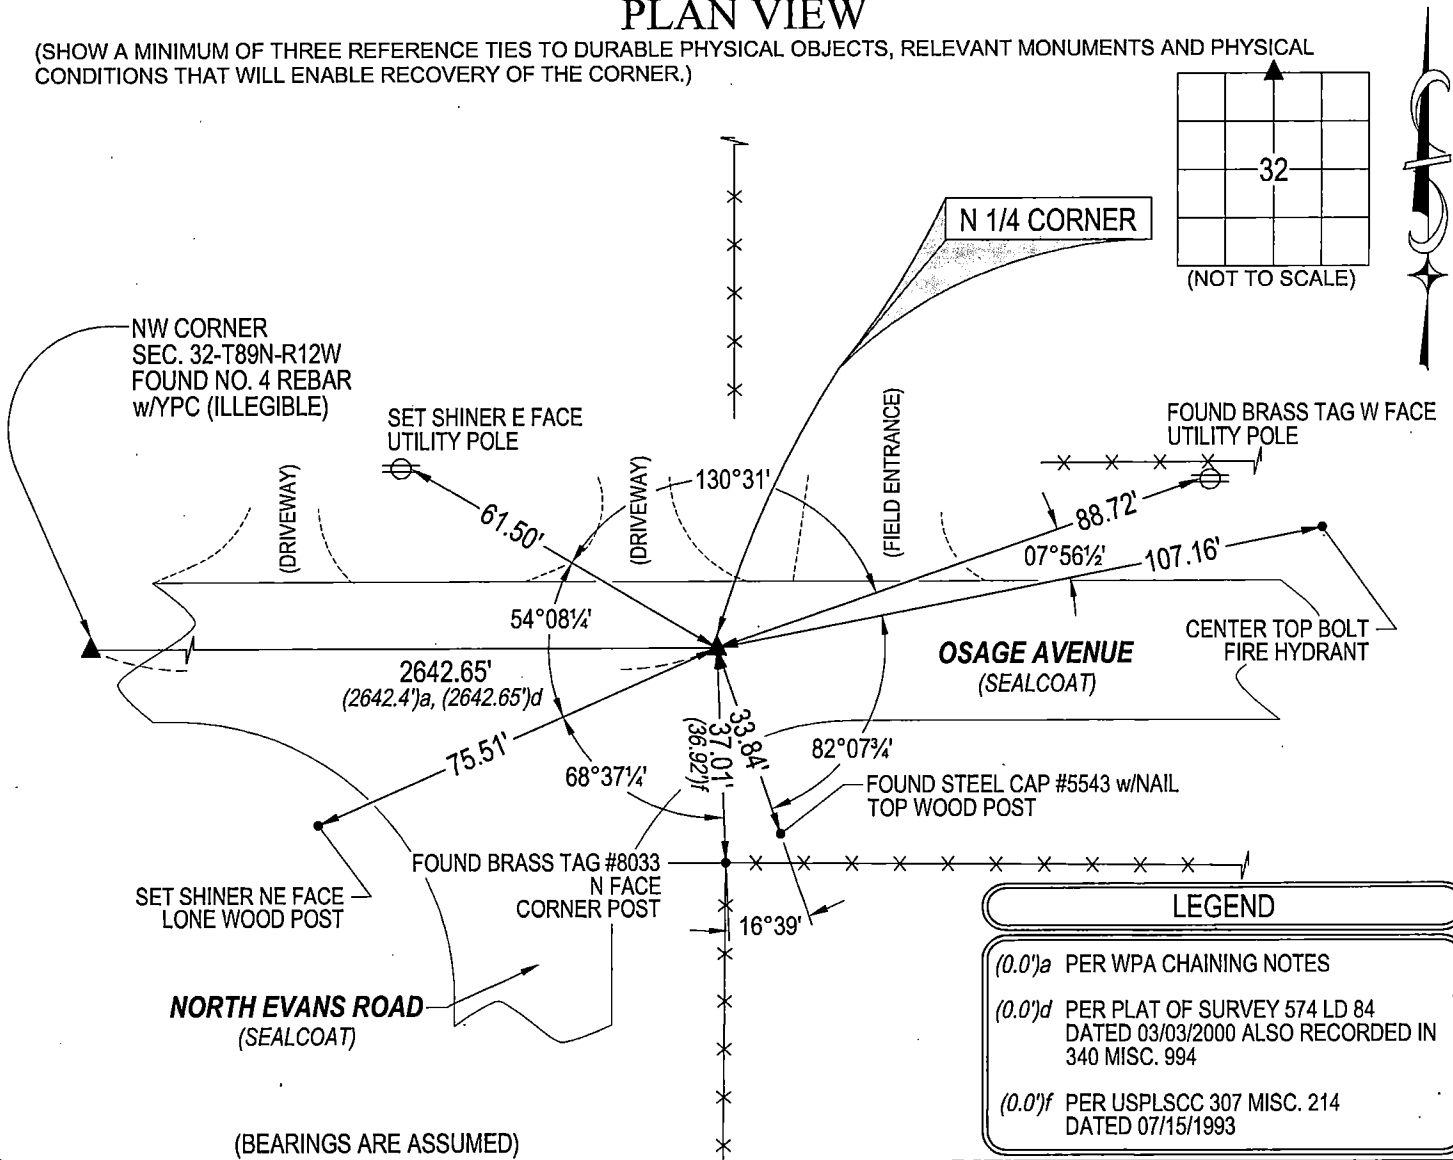 PLAN VIEW
(SHOW A MINIMUM OF THREE REFERENCE TIES TO DURABLE PHYSICAL OBJECTS, RELEVANT MONUMENTS AND PHYSICAL
CONDITIONS THAT WILL ENABLE RECOVERY OF THE CORNER.)
32
(NOT TO SCALE)
N 1/4 CORNER
NW CORNER
SEC. 32-T89N-R12W
FOUND NO. 4 REBAR
w/YPC (ILLEGIBLE)
SET SHINER E FACE
UTILITY POLE
FOUND BRASS TAG W FACE
UTILITY POLE
(DRIVEWAY)
(DRIVEWAY)
(FIELD ENTRANCE)
130°31'
61.50'
88.72'
07°56½'
107.16'
54°08¼'
CENTER TOP BOLT
FIRE HYDRANT
OSAGE AVENUE
(SEALCOAT)
2642.65'
(2642.4')a, (2642.65')d
75.51'
68°37¼'
37.01'
(36.92')f
33.84'
82°07¾'
FOUND STEEL CAP #5543 w/NAIL
TOP WOOD POST
FOUND BRASS TAG #8033
N FACE
CORNER POST
SET SHINER NE FACE
LONE WOOD POST
16°39'
NORTH EVANS ROAD
(SEALCOAT)
(BEARINGS ARE ASSUMED)
LEGEND
(0.0')a PER WPA CHAINING NOTES
(0.0')d PER PLAT OF SURVEY 574 LD 84
DATED 03/03/2000 ALSO RECORDED IN
340 MISC. 994
(0.0')f PER USPLSCC 307 MISC. 214
DATED 07/15/1993